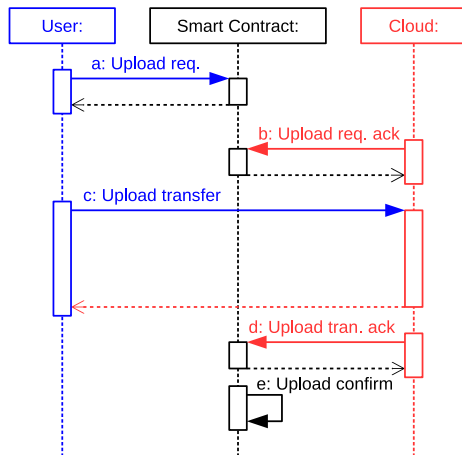 User:
Smart Contract:
Cloud:
a: Upload req.
b: Upload req. ack
c: Upload transfer
d: Upload tran. ack
e: Upload confirm